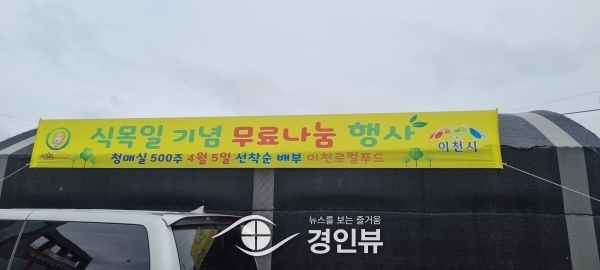 식목일 기념 무료나눔 행사
청매실 500주 4월 5일 선착순 배부 이천로컬푸드
이천시
뉴스를 보는 즐거움
경인뷰